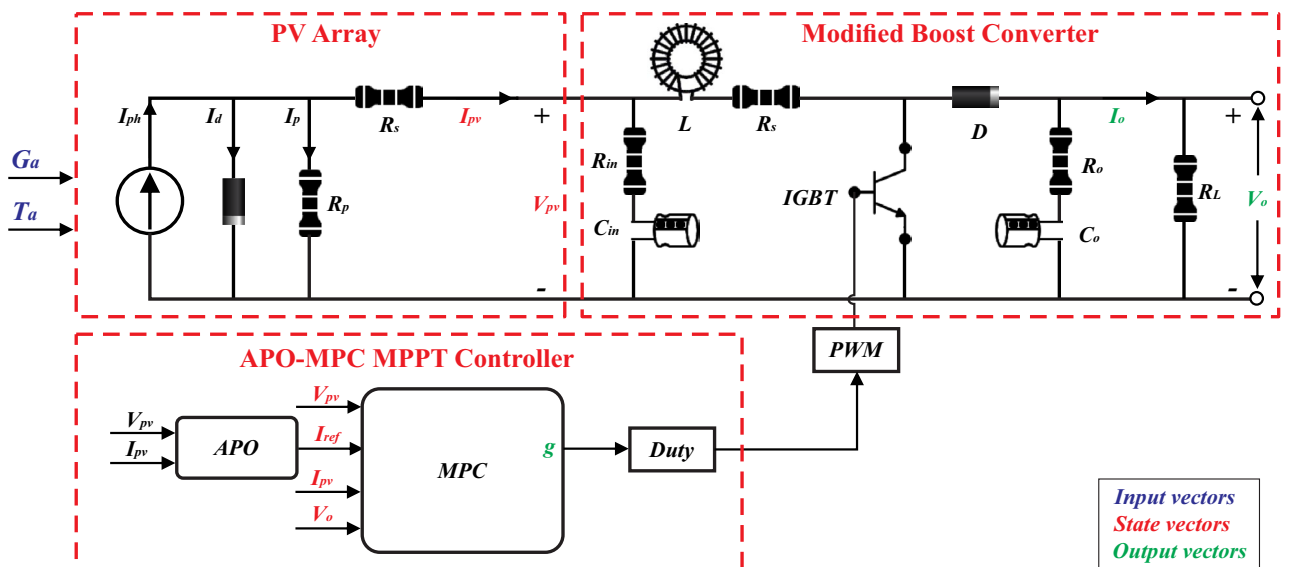 PV Array
Modified Boost Converter
Iph
Id
Ip
Rs
Ipv
+
L
Rs
D
Io
+
Ga
Ta
Rp
Vpv
Rin
Cin
IGBT
Ro
Co
RL
Vo
-
-
APO-MPC MPPT Controller
PWM
Vpv
Ipv
APO
Vpv
Iref
Ipv
Vo
MPC
g
Duty
Input vectors
State vectors
Output vectors